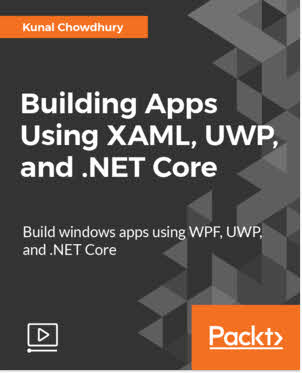 Kunal Chowdhury
Building Apps
Using XAML, UWP,
and .NET Core
Build windows apps using WPF, UWP,
and .NET Core
Packt>